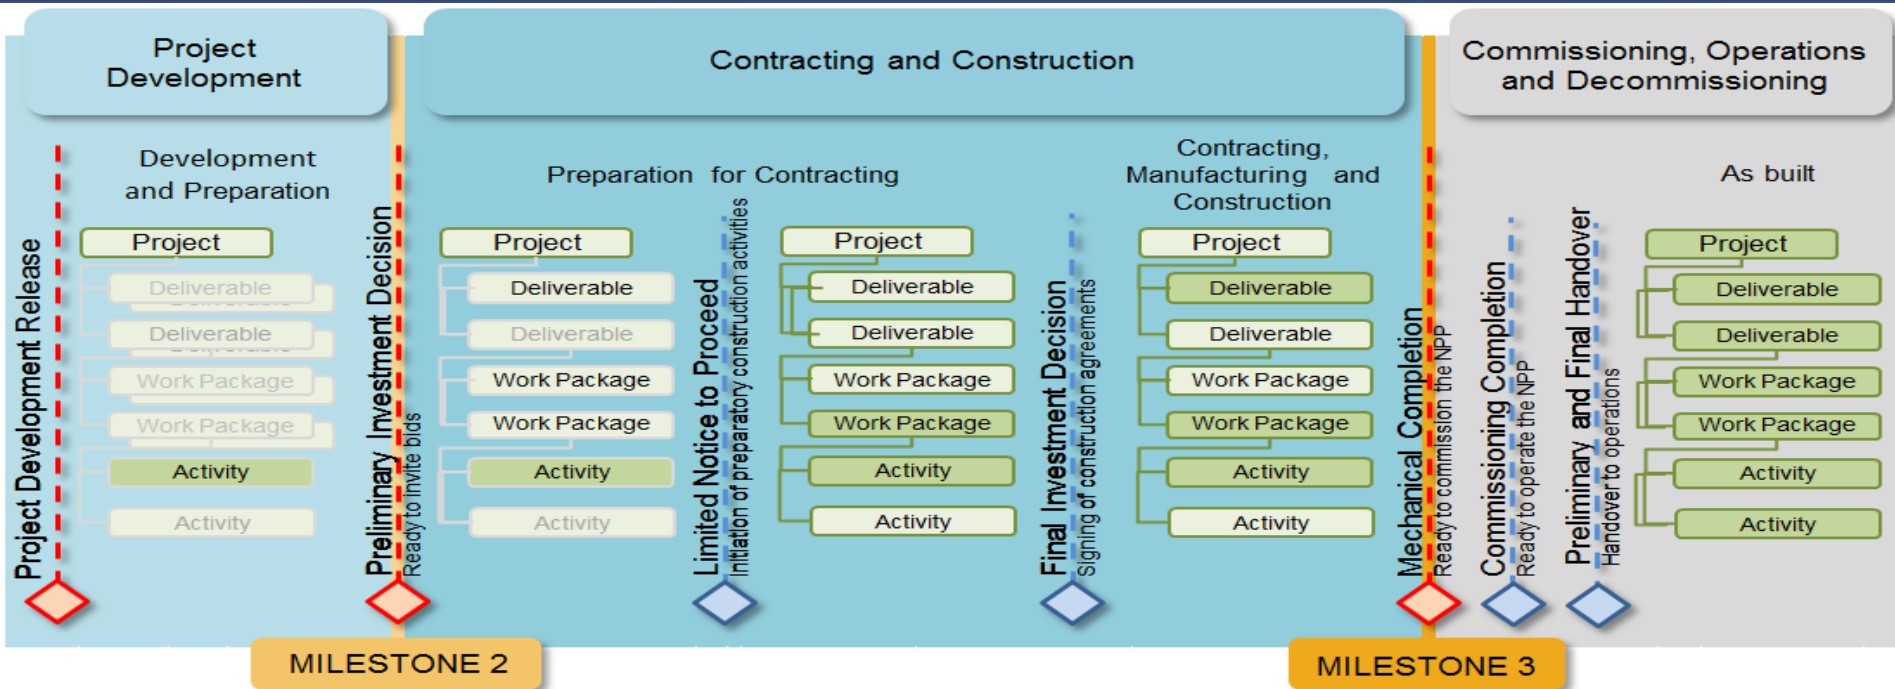 Project
Development
Contracting and Construction
Commissioning, Operations
and Decommissioning
Project Development Release
Development
and Preparation
Project
Deliverable
Deliverable
Deliverable
Deliverable
Work Package
Work Package
Activity
Activity
Preliminary Investment Decision
Ready to invite bids
Preparation for Contracting
Project
Deliverable
Deliverable
Work Package
Work Package
Activity
Activity
Limited Notice to Proceed
Initiation of preparatory construction activities
Project
Deliverable
Deliverable
Work Package
Work Package
Activity
Activity
Final Investment Decision
Signing of construction agreements
Contracting,
Manufacturing and
Construction
Project
Deliverable
Deliverable
Work Package
Work Package
Activity
Activity
Mechanical Completion
Ready to commission the NPP
Commissioning Completion
Ready to operate the NPP
Preliminary and Final Handover
Handover to operations
As built
Project
Deliverable
Deliverable
Work Package
Work Package
Activity
Activity
MILESTONE 2
MILESTONE 3